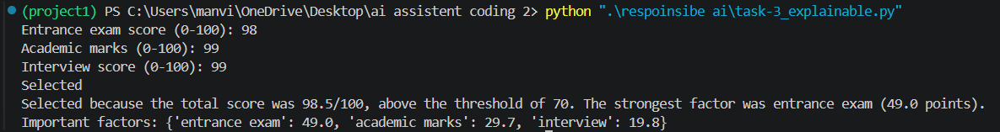 (project1) PS C:\Users\manvi\OneDrive\Desktop\ai assistent coding 2> python ".\respoinsibe ai\task-3_explainable.py"
Entrance exam score (0-100): 98
Academic marks (0-100): 99
Interview score (0-100): 99
Selected
Selected because the total score was 98.5/100, above the threshold of 70. The strongest factor was entrance exam (49.0 points).
Important factors: {'entrance exam': 49.0, 'academic marks': 29.7, 'interview': 19.8}